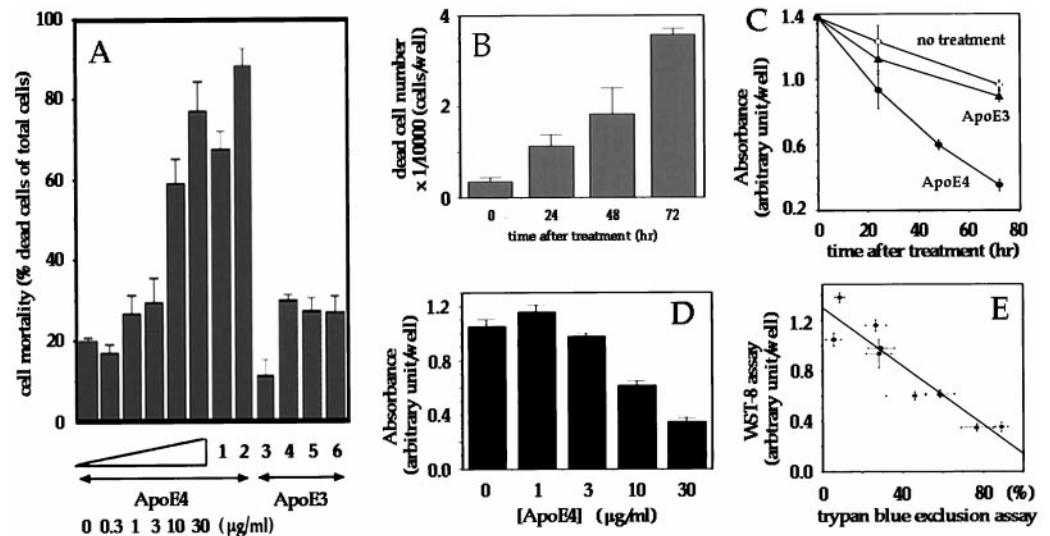 A
cell mortality (% dead cells of total cells)
100
80
60
40
20
0
1 2 3 4 5 6
ApoE4 ApoE3
0 0.3 1 3 10 30 (µg/ml)
B
dead cell number
x 1/10000 (cells/well)
4
2
0
0 24 48 72
time after treatment (hr)
C
Absorbance
(arbitrary unit/well)
1.4
1.0
0.6
0.2
no treatment
ApoE3
ApoE4
0 20 40 60 80
time after treatment (hr)
D
Absorbance
(arbitrary unit/well)
1.2
0.8
0.4
0.0
0 1 3 10 30
[ApoE4] (µg/ml)
E
WST-8 assay
(arbtrary unit/well)
1.2
0.8
0.4
0.0
0 40 80 (%)
trypan blue exclusion assay